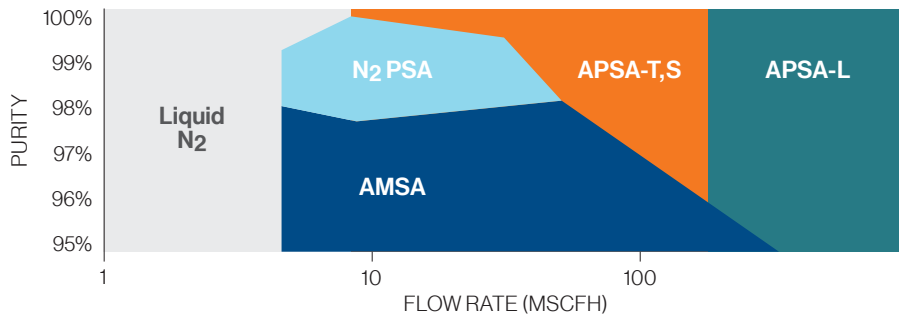 100%
99%
98%
97%
96%
95%
PURITY
Liquid
N2
N2 PSA
AMSA
APSA-T,S
APSA-L
1
10
100
FLOW RATE (MSCFH)